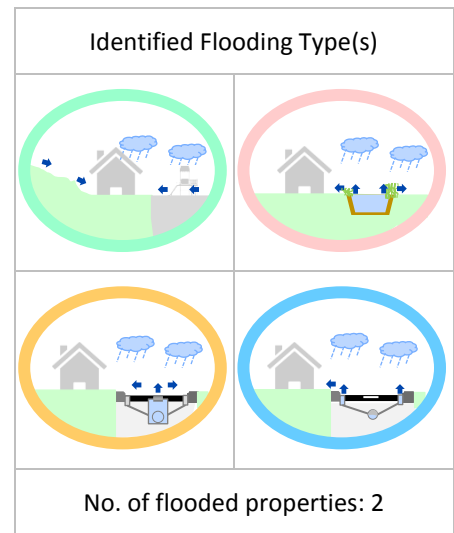 Identified Flooding Type(s)
No. of flooded properties: 2